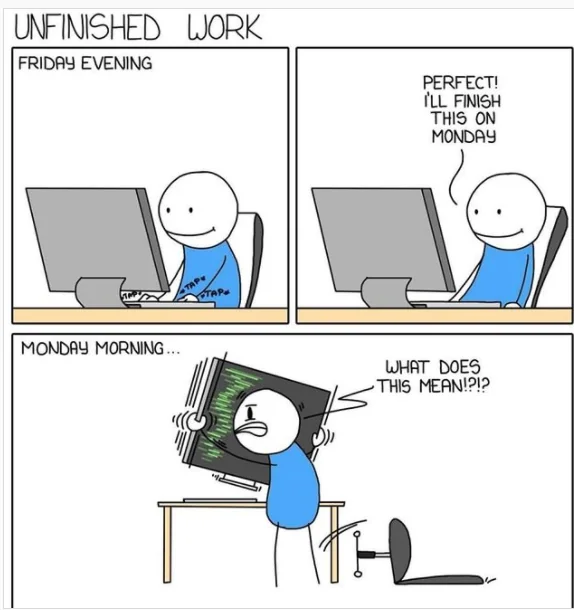 UNFINISHED WORK
FRIDAY EVENING
*TAP*
*TAP*
*TAP*
PERFECT!
I'LL FINISH
THIS ON
MONDAY
MONDAY MORNING...
WHAT DOES
THIS MEAN!?!?